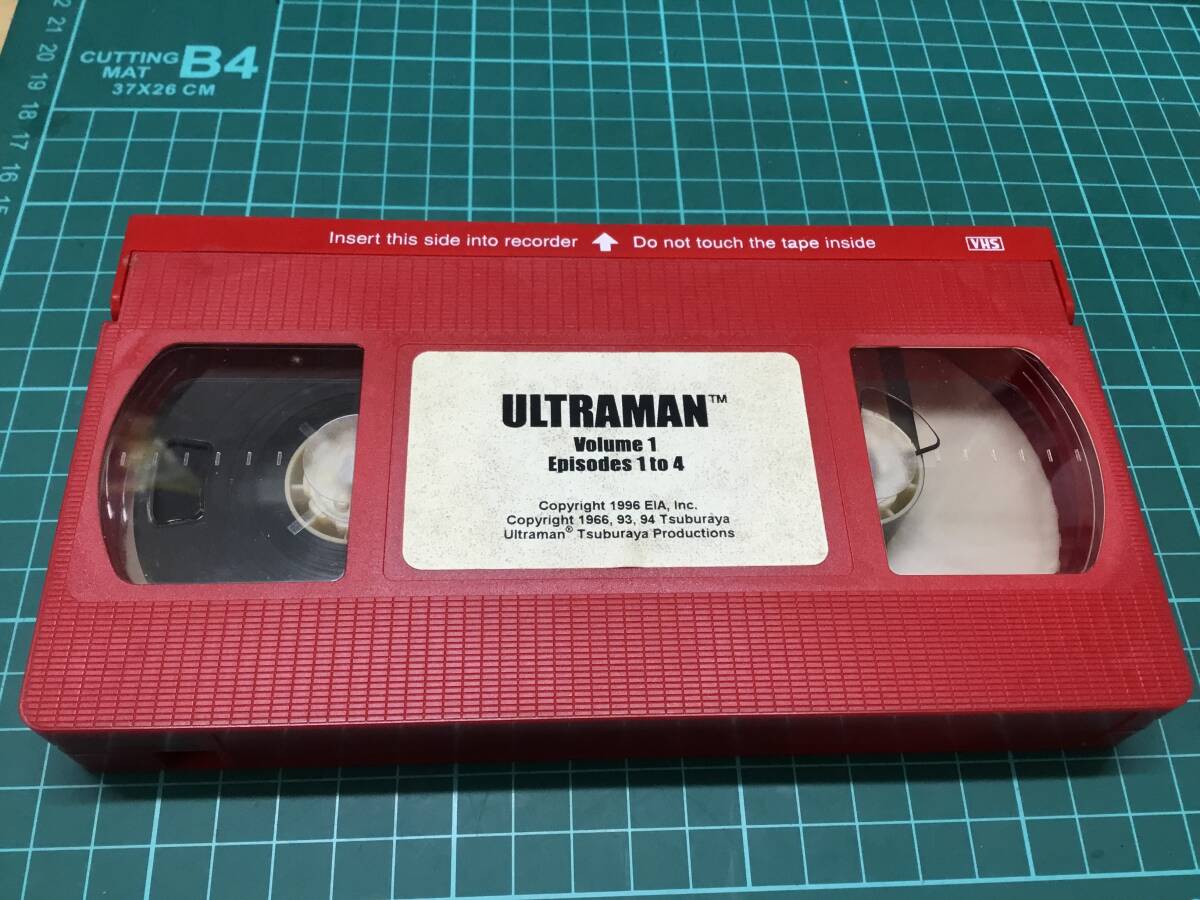 22 21 20 19 18 17 16 15
CUTTING MAT B4
37X26 CM
Insert this side into recorder Do not touch the tape inside VHS
ULTRAMAN™
Volume 1
Episodes 1 to 4
Copyright 1996 EIA, Inc.
Copyright 1966, 93, 94 Tsuburaya
Ultraman® Tsuburaya Productions